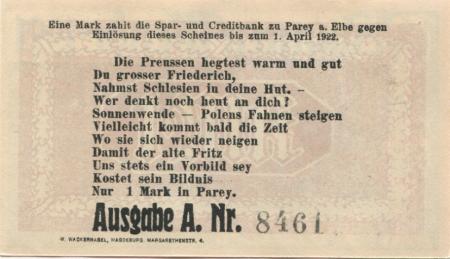 Eine Mark zahlt die Spar- und Creditbank zu Parey a. Elbe gegen
Einlösung dieses Scheines bis zum 1. April 1922.
Die Preussen hegtest warm und gut
Du grosser Friederich,
Nahmst Schlesien in deine Hut. –
Wer denkt noch heut an dich?
Sonnenwende – Polens Fahnen steigen
Vielleicht kommt bald die Zeit
Wo sie sich wieder neigen
Damit der alte Fritz
Uns stets ein Vorbild sey
Kostet sein Bildnis
Nur 1 Mark in Parey.
Ausgabe A. Nr. 8461
W. WACKERNAGEL, MAGDEBURG. MARGARETHENSTR. 4.